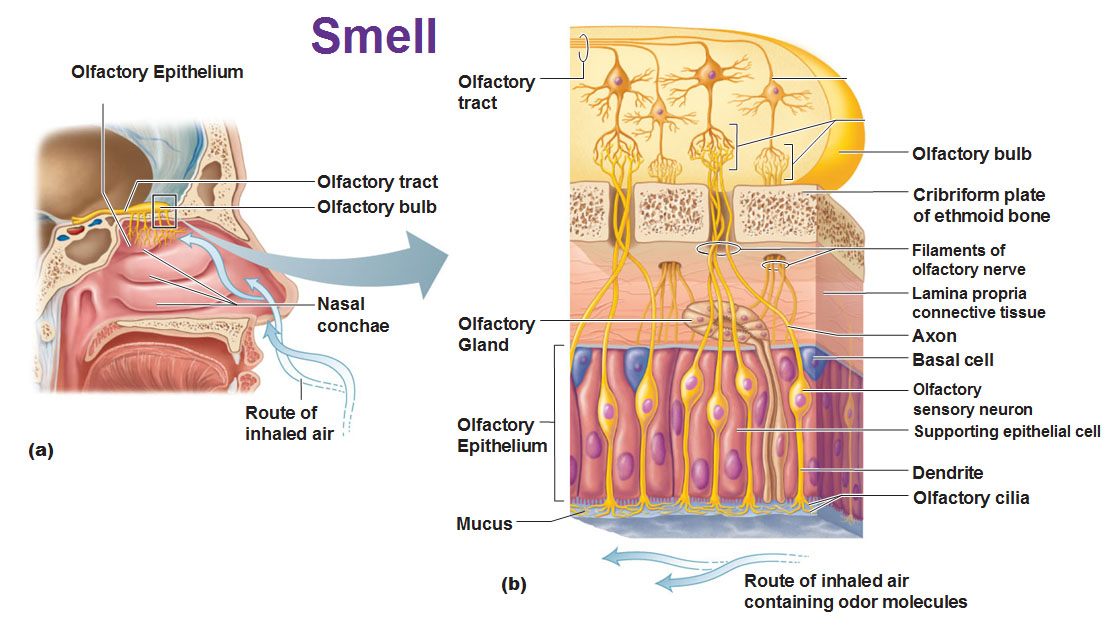 Smell
Olfactory Epithelium
Olfactory tract
Olfactory bulb
Nasal
conchae
Route of
inhaled air
(a)
Olfactory
tract
Olfactory bulb
Cribriform plate
of ethmoid bone
Filaments of
olfactory nerve
Lamina propria
connective tissue
Olfactory
Gland
Axon
Basal cell
Olfactory
sensory neuron
Olfactory
Epithelium
Supporting epithelial cell
Dendrite
Olfactory cilia
Mucus
(b)
Route of inhaled air
containing odor molecules